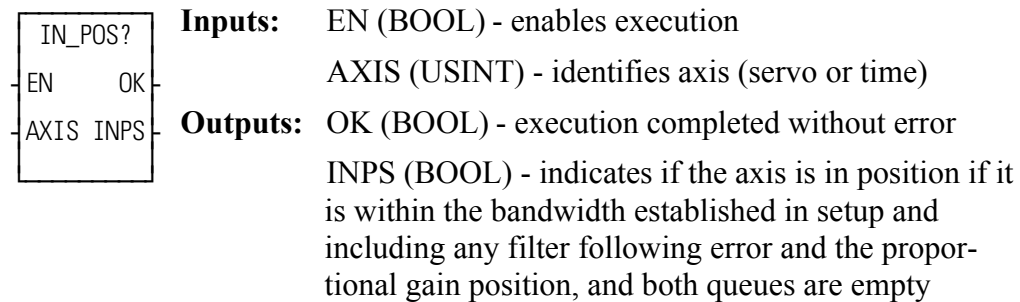 IN_POS?
EN OK
AXIS INPS
Inputs: EN (BOOL) - enables execution
AXIS (USINT) - identifies axis (servo or time)
Outputs: OK (BOOL) - execution completed without error
INPS (BOOL) - indicates if the axis is in position if it
is within the bandwidth established in setup and
including any filter following error and the propor-
tional gain position, and both queues are empty